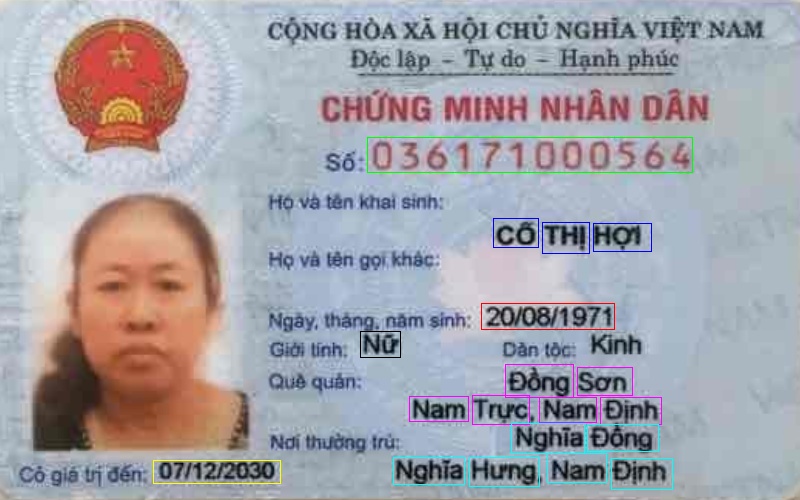 CỘNG HÒA XÃ HỘI CHỦ NGHĨA VIỆT NAM
Độc lập - Tự do - Hạnh phúc
CHỨNG MINH NHÂN DÂN
Số: 036171000564
Họ và tên khai sinh:
CỒ THỊ HỢI
Họ và tên gọi khác:
Ngày, tháng, năm sinh: 20/08/1971
Giới tính: Nữ Dân tộc: Kinh
Quê quán: Đồng Sơn
Nam Trực, Nam Định
Nơi thường trú: Nghĩa Đồng
Nghĩa Hưng, Nam Định
Có giá trị đến: 07/12/2030